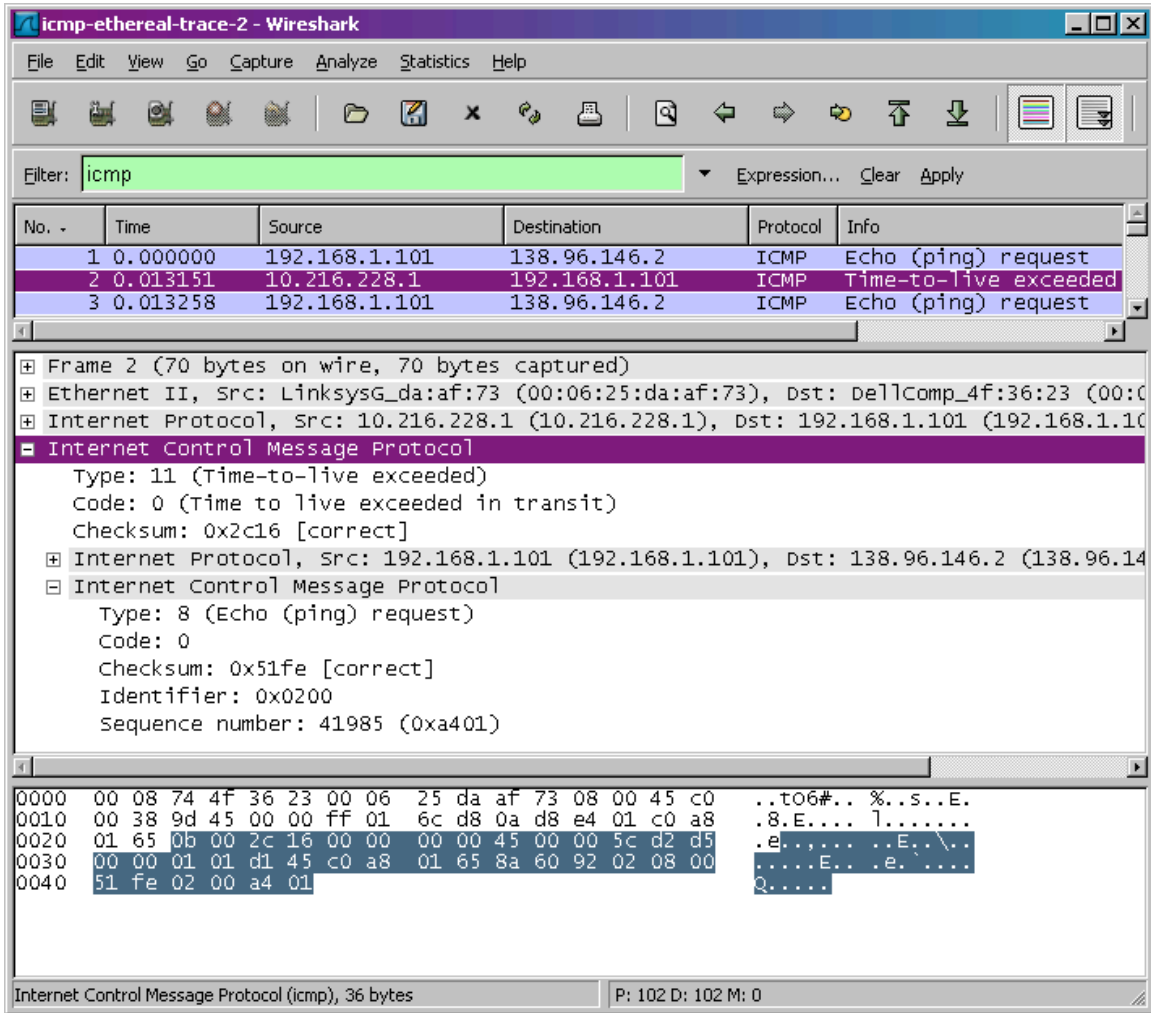 icmp-ethereal-trace-2 - Wireshark
File Edit View Go Capture Analyze Statistics Help
Filter: icmp Expression... Clear Apply
No. Time Source Destination Protocol Info
1 0.000000 192.168.1.101 138.96.146.2 ICMP Echo (ping) request
2 0.013151 10.216.228.1 192.168.1.101 ICMP Time-to-live exceeded
3 0.013258 192.168.1.101 138.96.146.2 ICMP Echo (ping) request
Frame 2 (70 bytes on wire, 70 bytes captured)
Ethernet II, Src: LinksysG_da:af:73 (00:06:25:da:af:73), Dst: DellComp_4f:36:23 (00:0
Internet Protocol, Src: 10.216.228.1 (10.216.228.1), Dst: 192.168.1.101 (192.168.1.10
Internet Control Message Protocol
Type: 11 (Time-to-live exceeded)
Code: 0 (Time to live exceeded in transit)
Checksum: 0x2c16 [correct]
Internet Protocol, Src: 192.168.1.101 (192.168.1.101), Dst: 138.96.146.2 (138.96.14
Internet Control Message Protocol
Type: 8 (Echo (ping) request)
Code: 0
Checksum: 0x51fe [correct]
Identifier: 0x0200
Sequence number: 41985 (0xa401)
0000 00 08 74 4f 36 23 00 06 25 da af 73 08 00 45 c0 ..tO6#.. %..s..E.
0010 00 38 9d 45 00 00 ff 01 6c d8 0a d8 e4 01 c0 a8 .8.E.... l.......
0020 01 65 0b 00 2c 16 00 00 00 00 45 00 00 5c d2 d5 .e..,... ..E..\..
0030 00 00 01 01 d1 45 c0 a8 01 65 8a 60 92 02 08 00 .....E.. .e.`....
0040 51 fe 02 00 a4 01 Q.....
Internet Control Message Protocol (icmp), 36 bytes P: 102 D: 102 M: 0